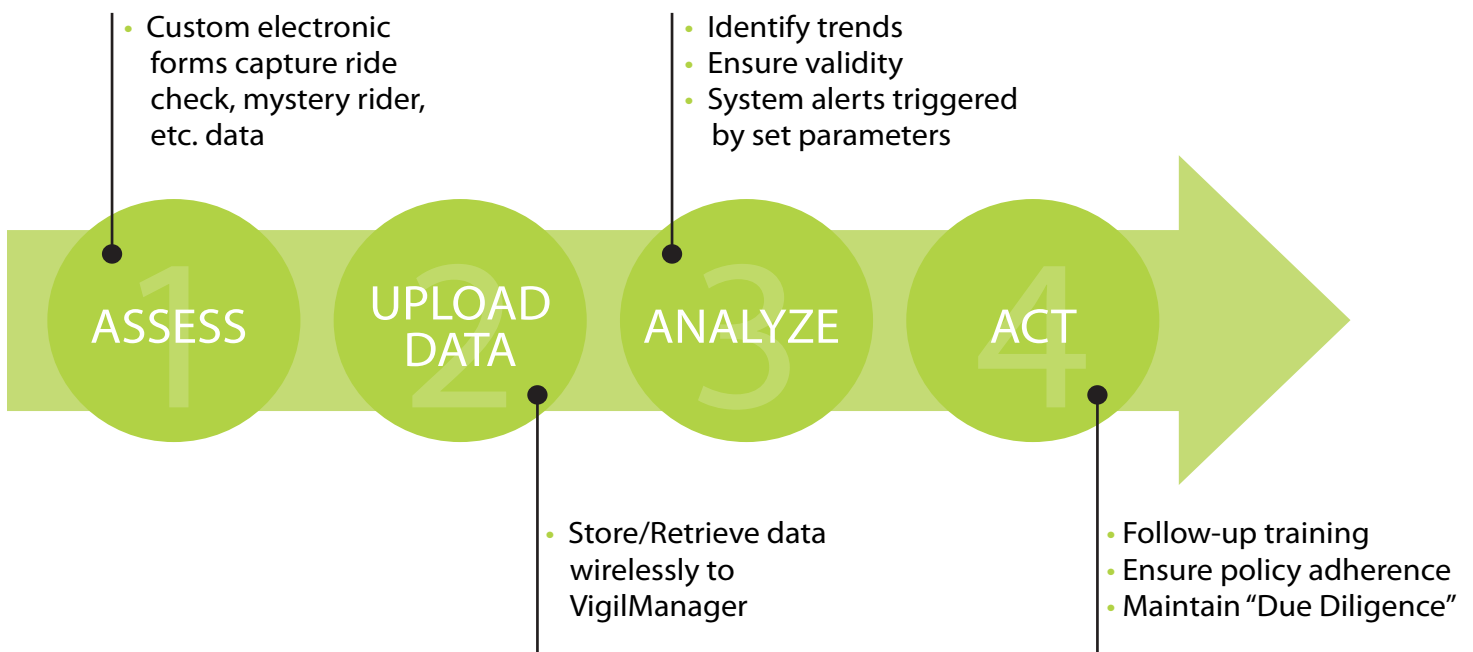 • Custom electronic
forms capture ride
check, mystery rider,
etc. data
• Identify trends
• Ensure validity
• System alerts triggered
by set parameters
1
ASSESS
2
UPLOAD
DATA
3
ANALYZE
4
ACT
• Store/Retrieve data
wirelessly to
VigilManager
• Follow-up training
• Ensure policy adherence
• Maintain “Due Diligence”